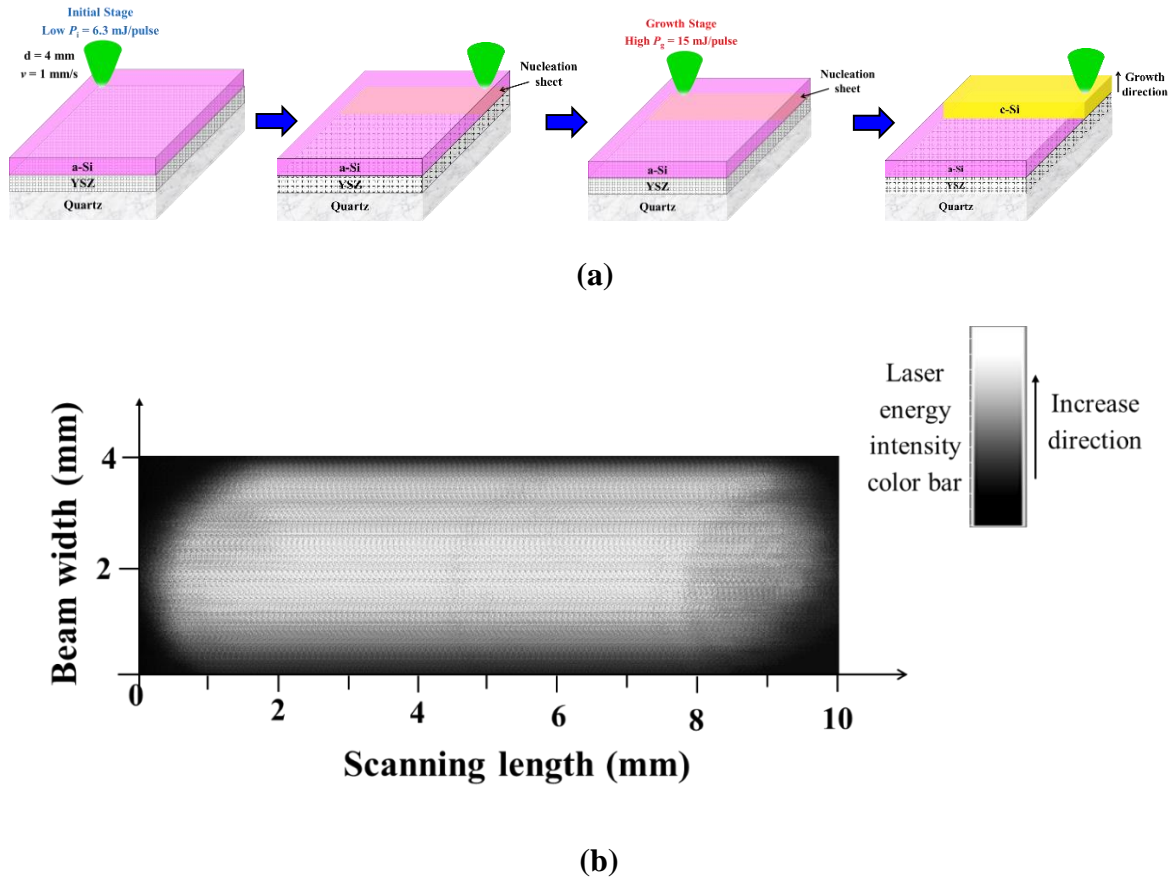 Initial Stage
Low Pi = 6.3 mJ/pulse
d = 4 mm
v = 1 mm/s
a-Si
YSZ
Quartz
Nucleation
sheet
a-Si
YSZ
Quartz
Growth Stage
High Pg = 15 mJ/pulse
Nucleation
sheet
a-Si
YSZ
Quartz
Growth
direction
c-Si
a-Si
YSZ
Quartz
(a)
Laser
energy
intensity
color bar
Increase
direction
Beam width (mm)
4
2
0
2
4
6
8
10
Scanning length (mm)
(b)